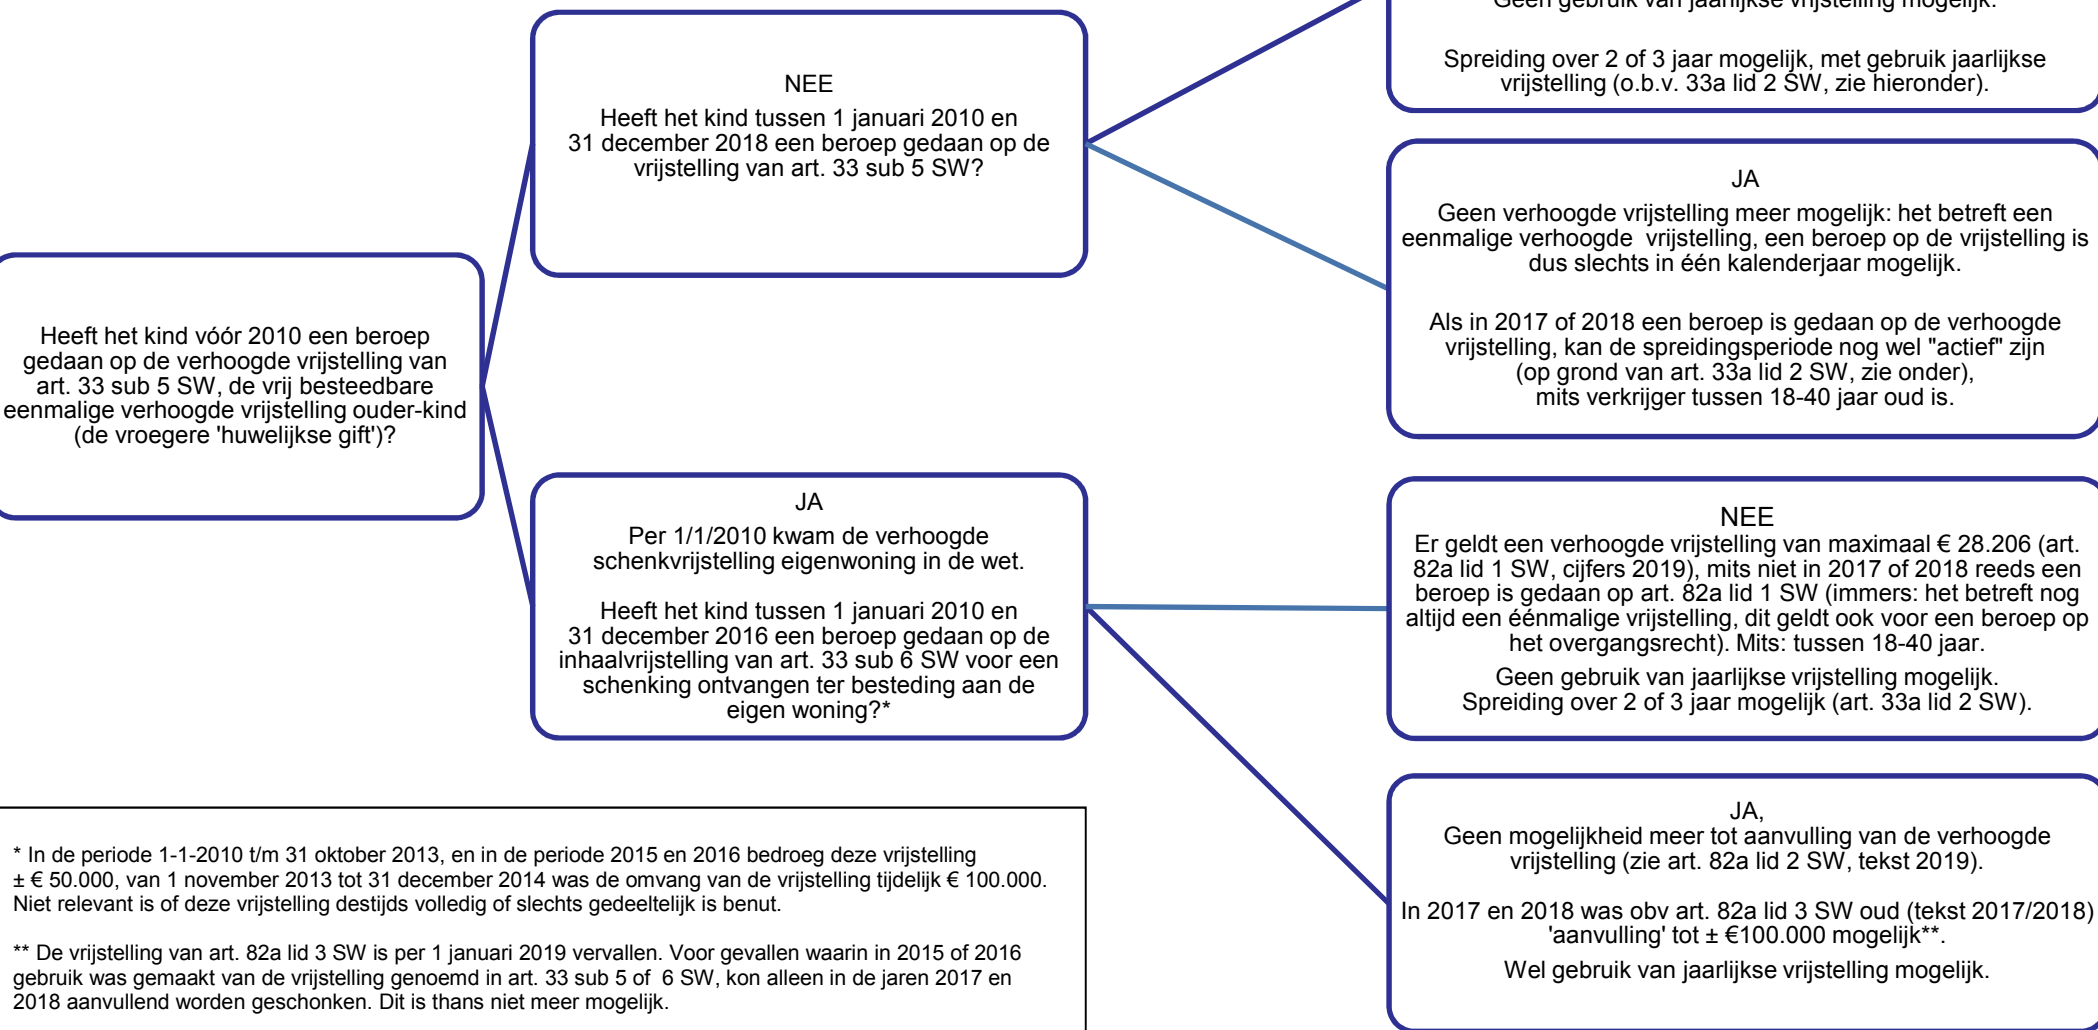 Heeft het kind vóór 2010 een beroep
gedaan op de verhoogde vrijstelling van
art. 33 sub 5 SW, de vrij besteedbare
eenmalige verhoogde vrijstelling ouder-kind
(de vroegere 'huwelijkse gift')?
NEE
Heeft het kind tussen 1 januari 2010 en
31 december 2018 een beroep gedaan op de
vrijstelling van art. 33 sub 5 SW?
JA
Per 1/1/2010 kwam de verhoogde
schenkvrijstelling eigenwoning in de wet.
Heeft het kind tussen 1 januari 2010 en
31 december 2016 een beroep gedaan op de
inhaalvrijstelling van art. 33 sub 6 SW voor een
schenking ontvangen ter besteding aan de
eigen woning?*
Geen gebruik van jaarlijkse vrijstelling mogelijk.
Spreiding over 2 of 3 jaar mogelijk, met gebruik jaarlijkse
vrijstelling (o.b.v. 33a lid 2 SW, zie hieronder).
JA
Geen verhoogde vrijstelling meer mogelijk: het betreft een
eenmalige verhoogde  vrijstelling, een beroep op de vrijstelling is
dus slechts in één kalenderjaar mogelijk.
Als in 2017 of 2018 een beroep is gedaan op de verhoogde
vrijstelling, kan de spreidingsperiode nog wel "actief" zijn
(op grond van art. 33a lid 2 SW, zie onder),
mits verkrijger tussen 18-40 jaar oud is.
NEE
Er geldt een verhoogde vrijstelling van maximaal € 28.206 (art.
82a lid 1 SW, cijfers 2019), mits niet in 2017 of 2018 reeds een
beroep is gedaan op art. 82a lid 1 SW (immers: het betreft nog
altijd een éénmalige vrijstelling, dit geldt ook voor een beroep op
het overgangsrecht). Mits: tussen 18-40 jaar.
Geen gebruik van jaarlijkse vrijstelling mogelijk.
Spreiding over 2 of 3 jaar mogelijk (art. 33a lid 2 SW).
JA,
Geen mogelijkheid meer tot aanvulling van de verhoogde
vrijstelling (zie art. 82a lid 2 SW, tekst 2019).
In 2017 en 2018 was obv art. 82a lid 3 SW oud (tekst 2017/2018)
'aanvulling' tot ± €100.000 mogelijk**.
Wel gebruik van jaarlijkse vrijstelling mogelijk.
* In de periode 1-1-2010 t/m 31 oktober 2013, en in de periode 2015 en 2016 bedroeg deze vrijstelling
± € 50.000, van 1 november 2013 tot 31 december 2014 was de omvang van de vrijstelling tijdelijk € 100.000.
Niet relevant is of deze vrijstelling destijds volledig of slechts gedeeltelijk is benut.
** De vrijstelling van art. 82a lid 3 SW is per 1 januari 2019 vervallen. Voor gevallen waarin in 2015 of 2016
gebruik was gemaakt van de vrijstelling genoemd in art. 33 sub 5 of  6 SW, kon alleen in de jaren 2017 en
2018 aanvullend worden geschonken. Dit is thans niet meer mogelijk.